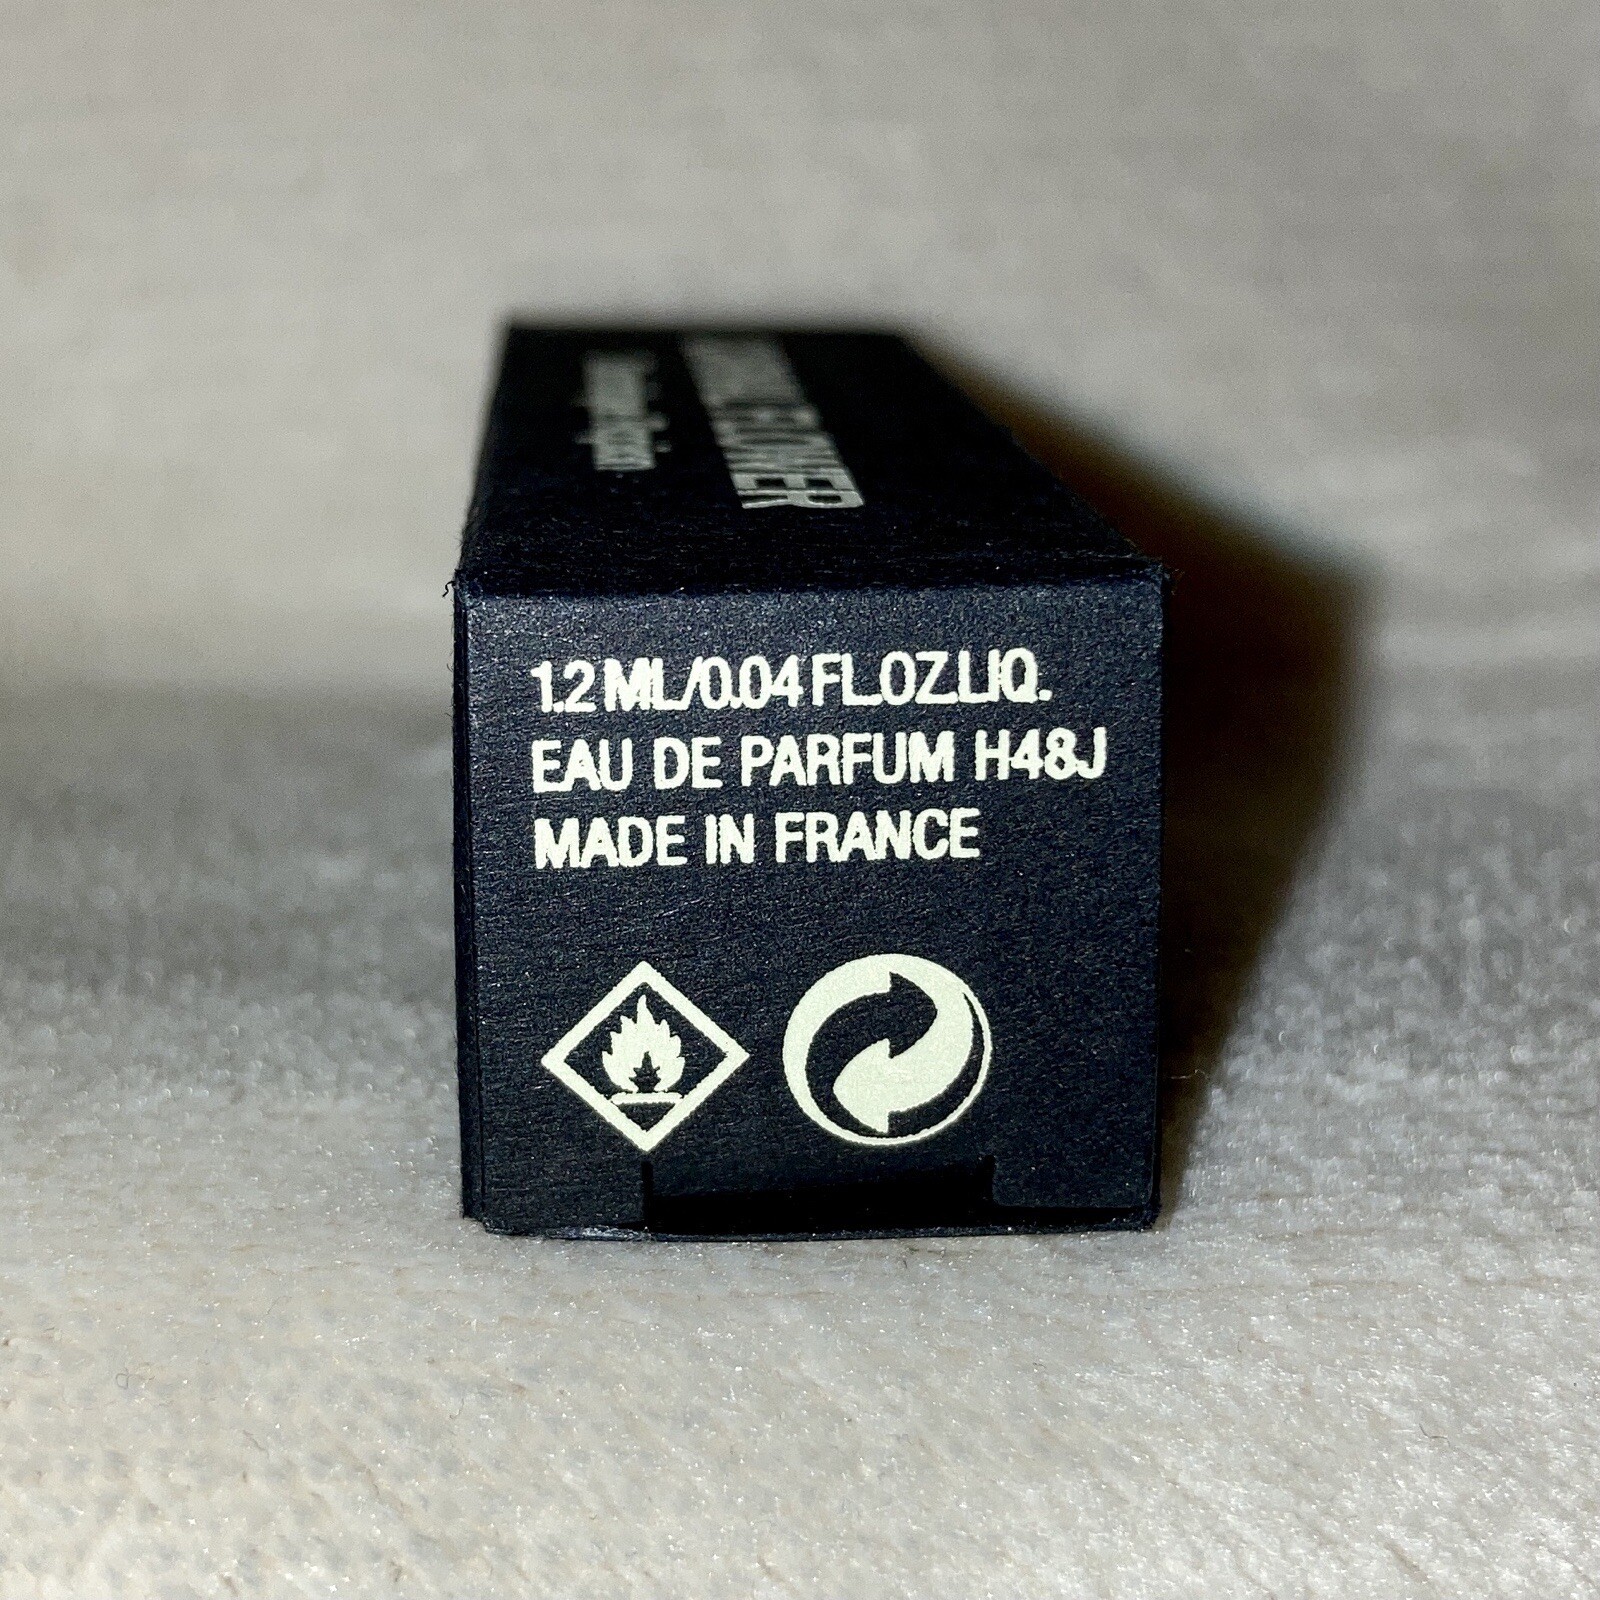 1.2 ML/0.04 FL.OZ.LIQ.
EAU DE PARFUM H48J
MADE IN FRANCE